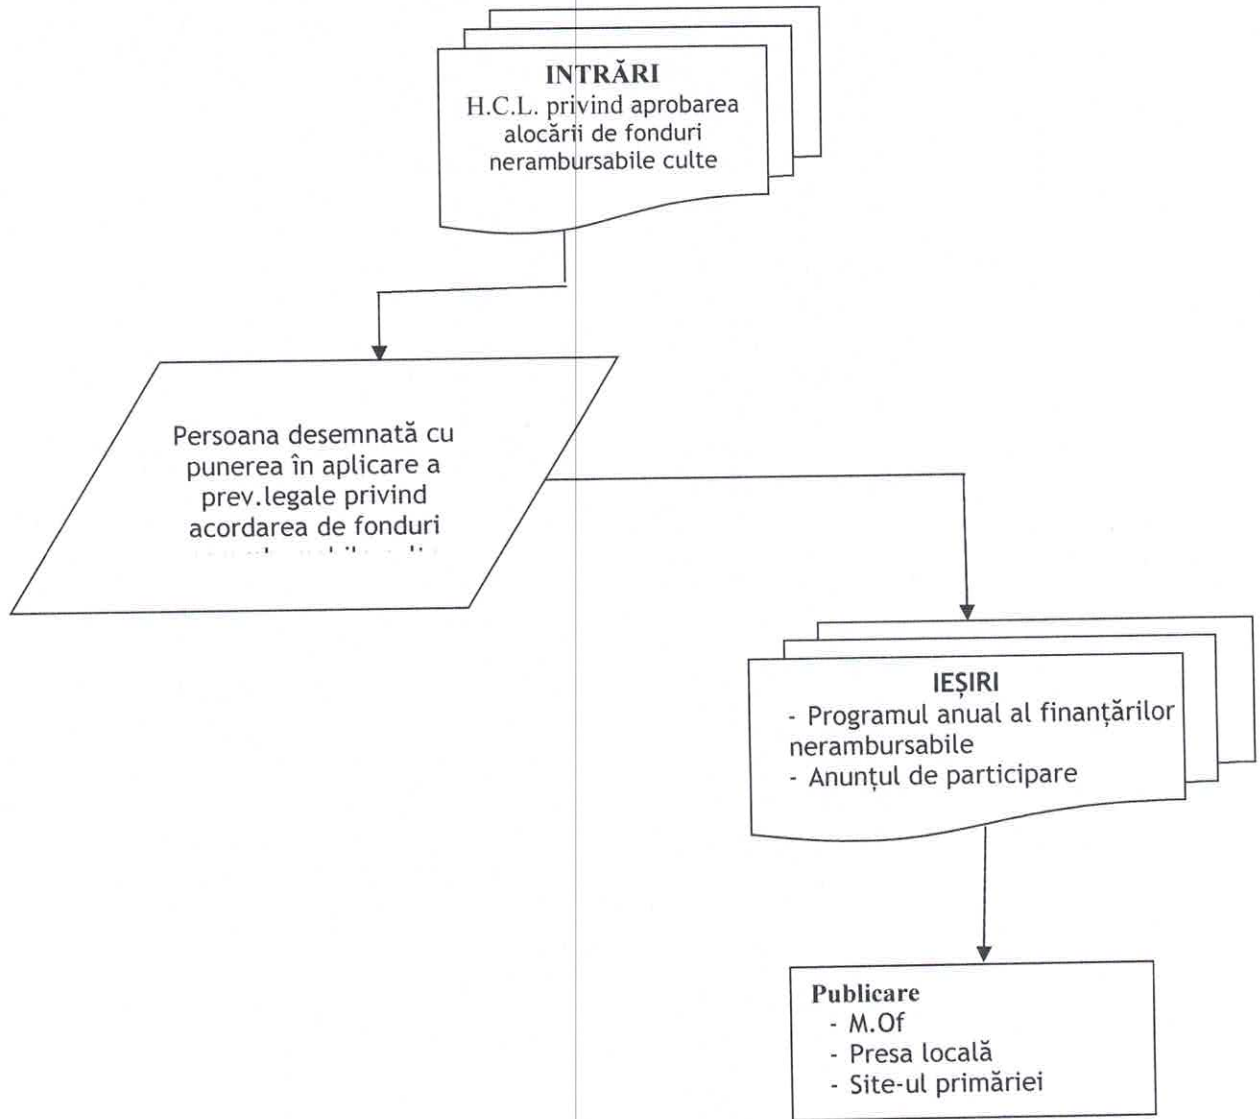 INTRĂRI
H.C.L. privind aprobarea
alocării de fonduri
nerambursabile culte
Persoana desemnată cu
punerea în aplicare a
prev.legale privind
acordarea de fonduri
IEȘIRI
- Programul anual al finanțărilor
nerambursabile
- Anunțul de participare
Publicare
- M.Of
- Presa locală
- Site-ul primăriei